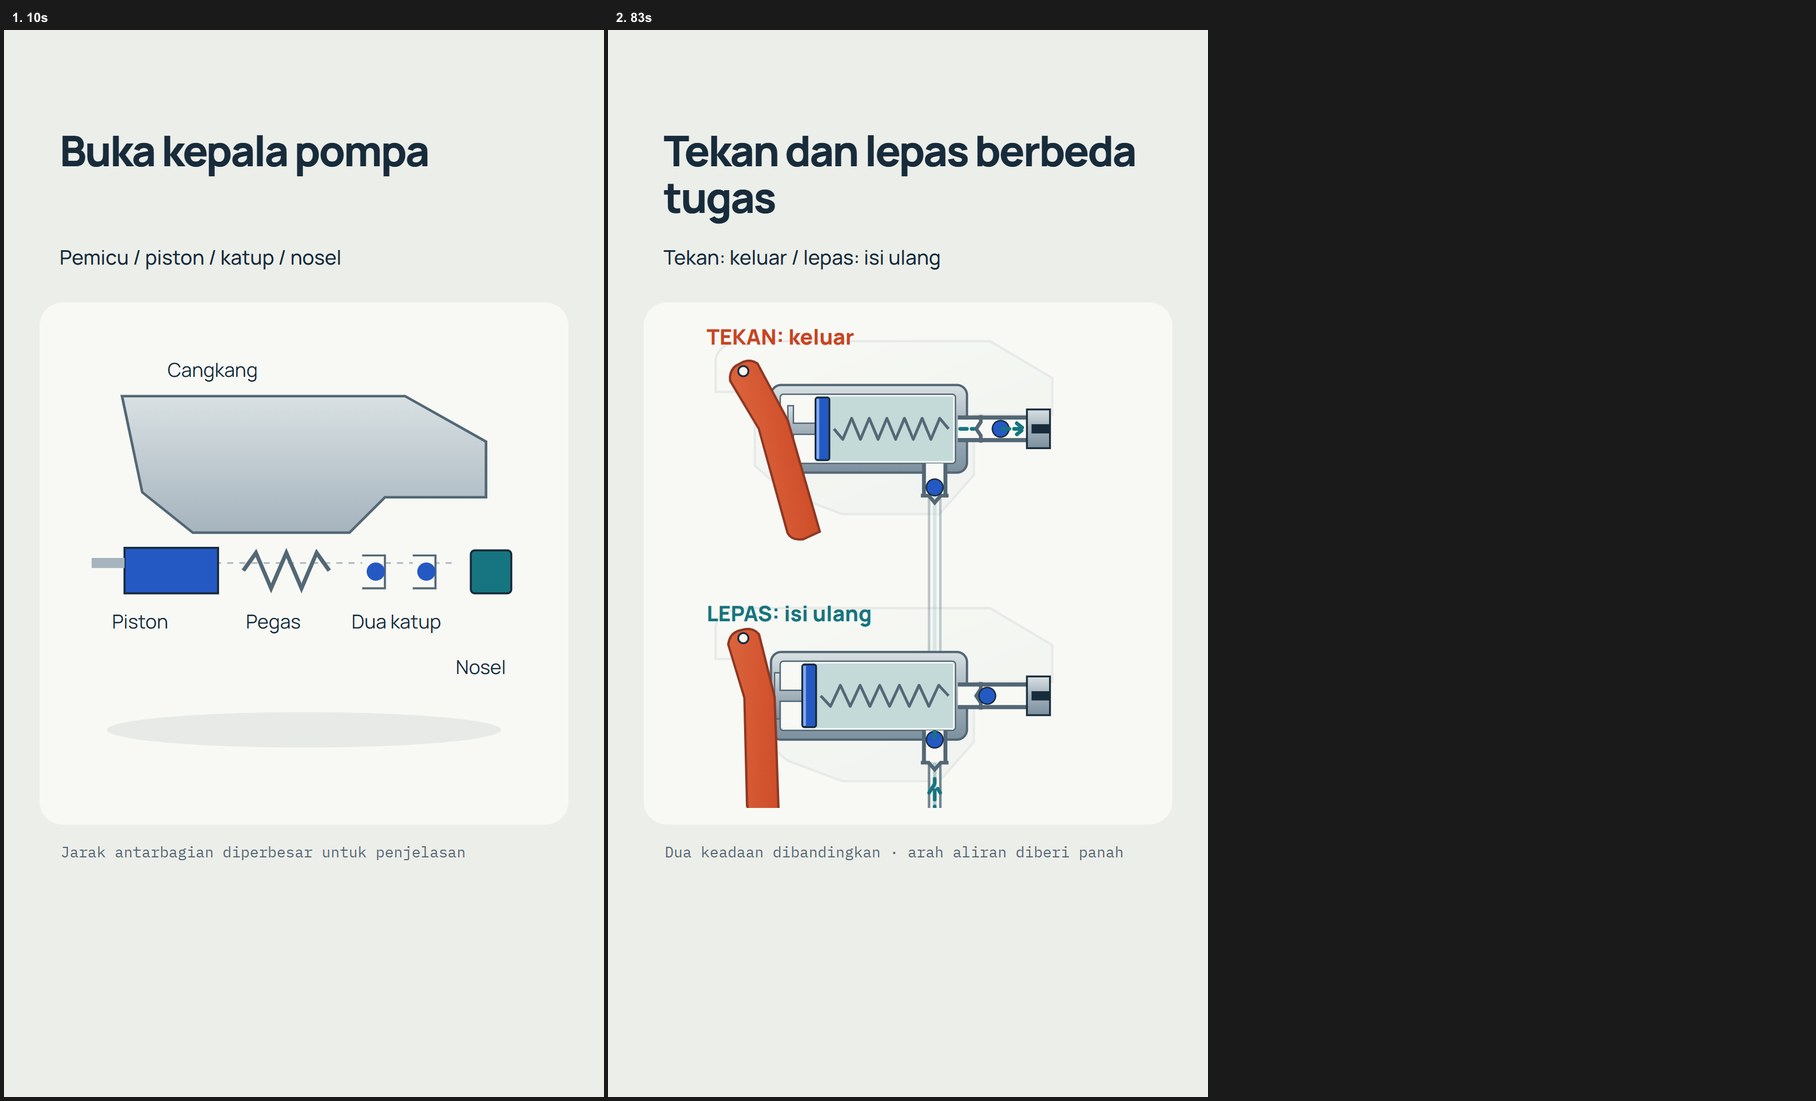 1. 10s
Buka kepala pompa
Pemicu / piston / katup / nosel
Cangkang
Piston
Pegas
Dua katup
Nosel
Jarak antarbagian diperbesar untuk penjelasan
2. 83s
Tekan dan lepas berbeda
tugas
Tekan: keluar / lepas: isi ulang
TEKAN: keluar
LEPAS: isi ulang
Dua keadaan dibandingkan · arah aliran diberi panah